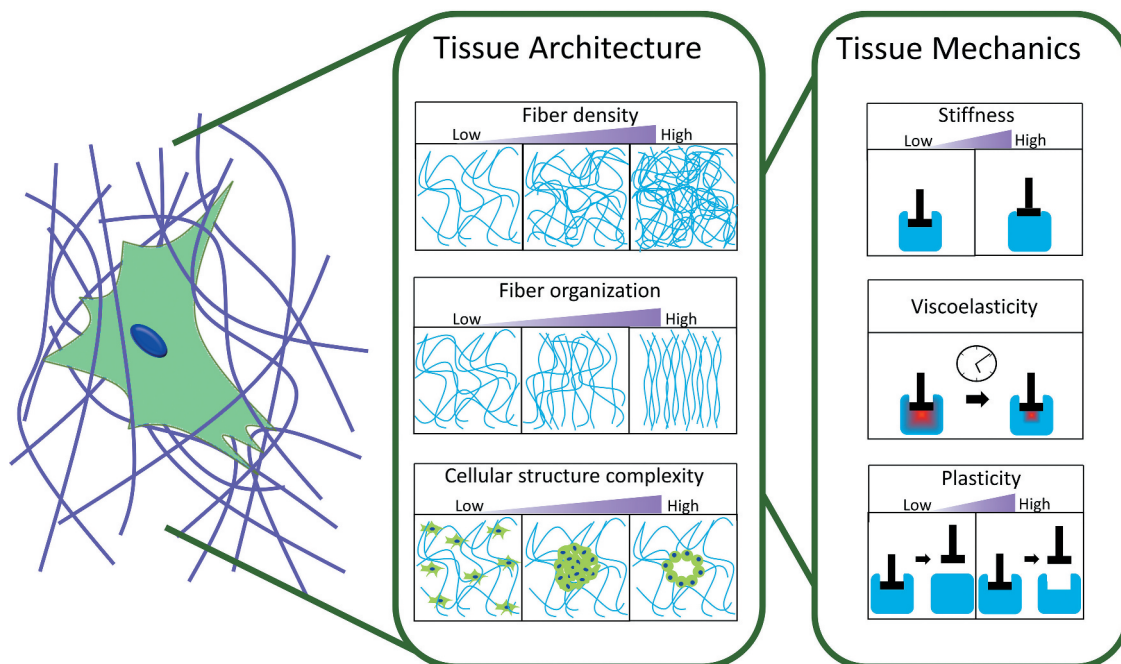 Tissue Architecture
Fiber density
Low High
Fiber organization
Low High
Cellular structure complexity
Low High
Tissue Mechanics
Stiffness
Low High
Viscoelasticity
Plasticity
Low High